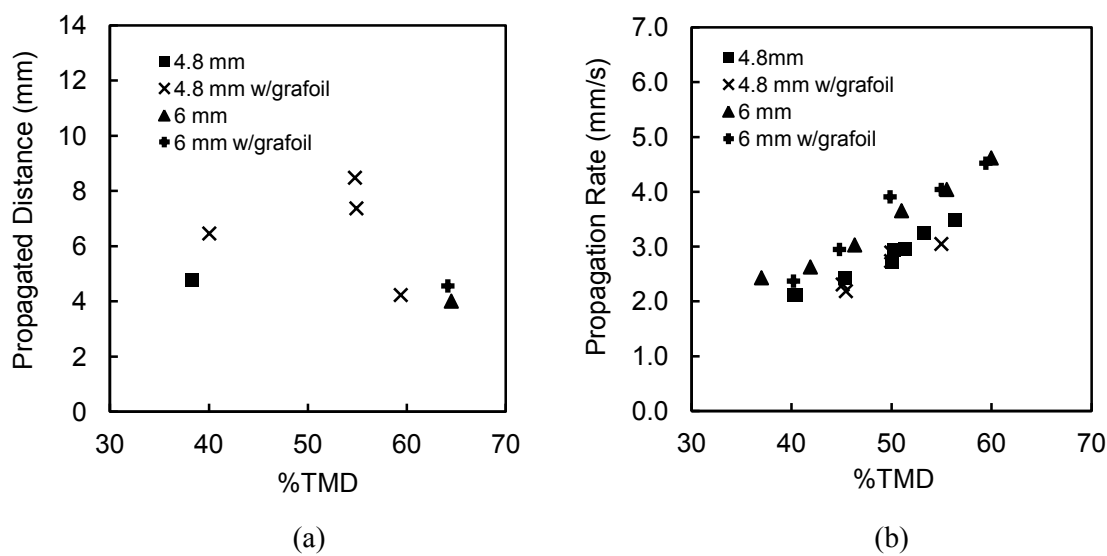 Propagated Distance (mm)
14
12
10
8
6
4
2
0
4.8 mm
4.8 mm w/grafoil
6 mm
6 mm w/grafoil
30 40 50 60 70
%TMD
(a)
Propagation Rate (mm/s)
7.0
6.0
5.0
4.0
3.0
2.0
1.0
0.0
4.8mm
4.8 mm w/grafoil
6 mm
6 mm w/grafoil
30 40 50 60 70
%TMD
(b)